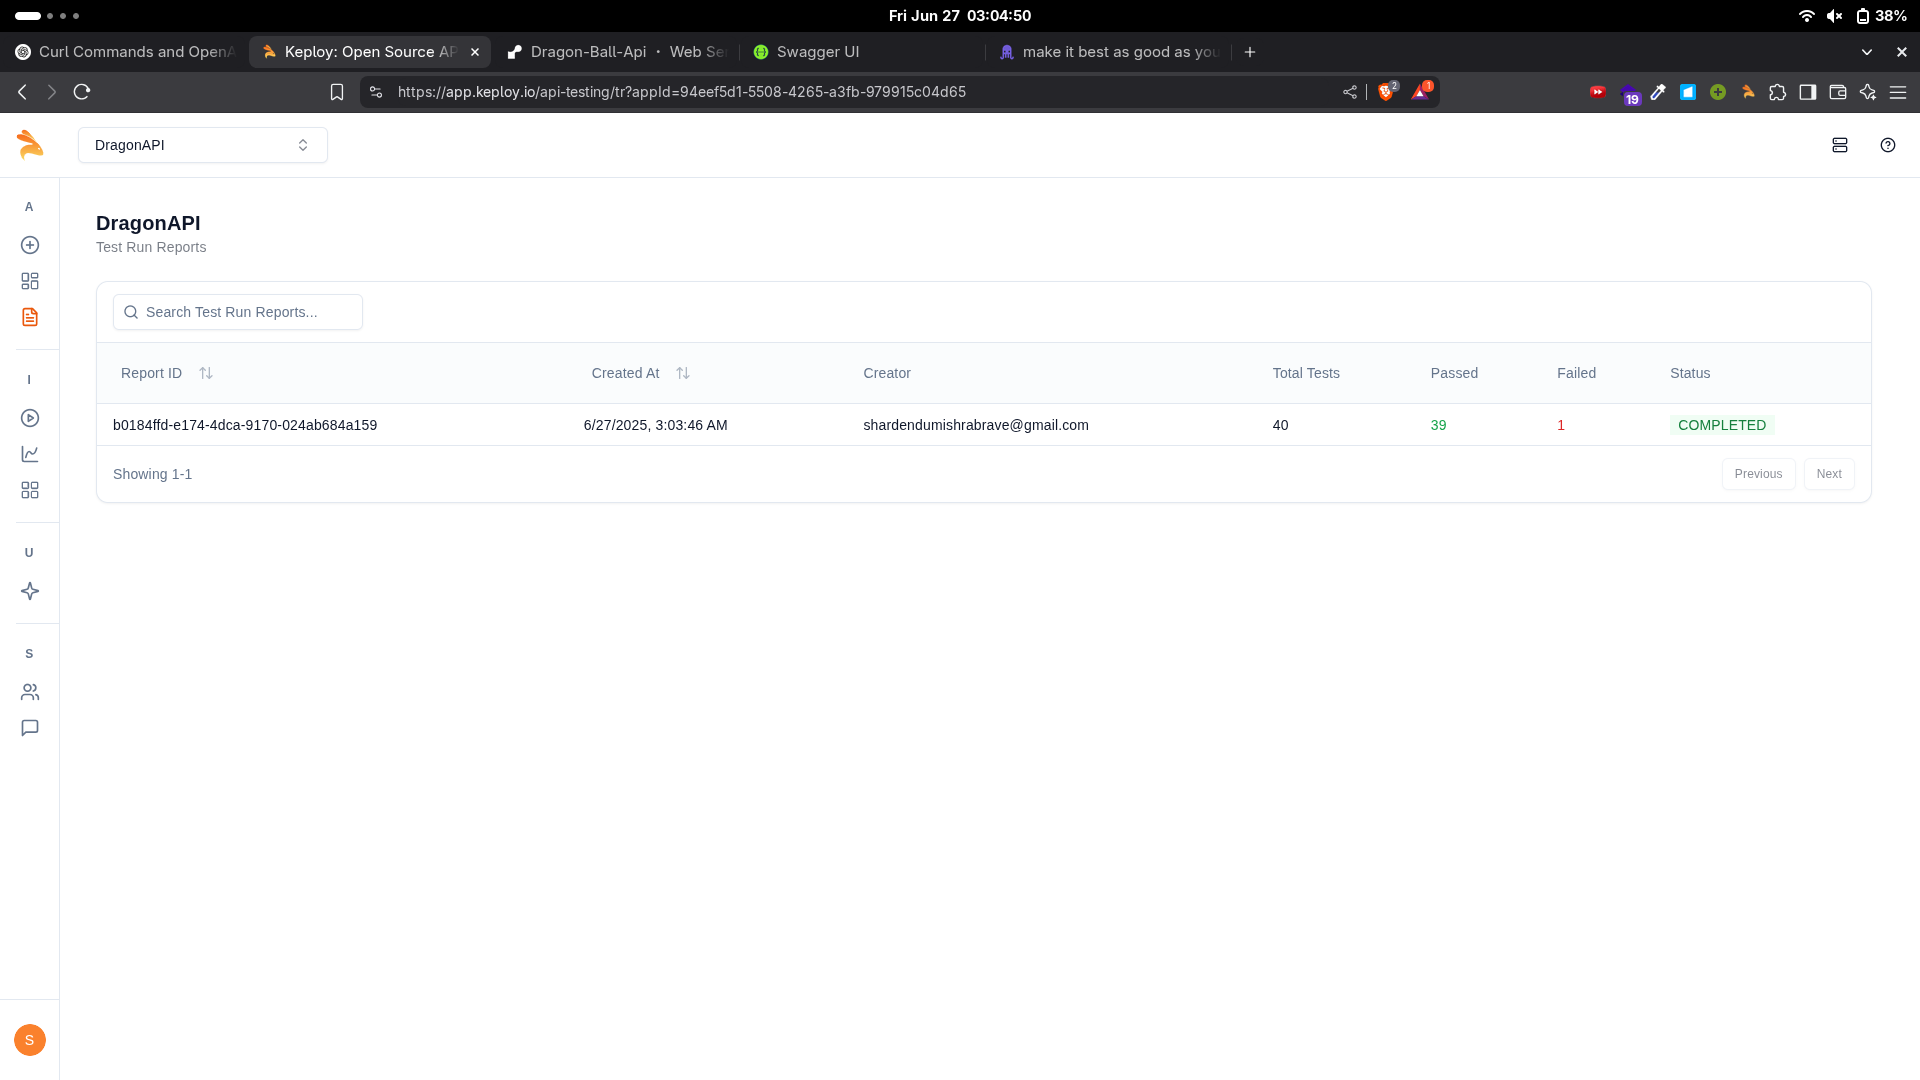 Fri Jun 27 03:04:50
38%
Curl Commands and OpenA
Keploy: Open Source AP
Dragon-Ball-Api · Web Se
Swagger UI
make it best as good as you
https://app.keploy.io/api-testing/tr?appId=94eef5d1-5508-4265-a3fb-979915c04d65
2
1
19
DragonAPI
A
I
U
S
S
DragonAPI
Test Run Reports
Search Test Run Reports...
Report ID Created At Creator Total Tests Passed Failed Status
b0184ffd-e174-4dca-9170-024ab684a159 6/27/2025, 3:03:46 AM shardendumishrabrave@gmail.com 40 39 1 COMPLETED
Showing 1-1
Previous Next